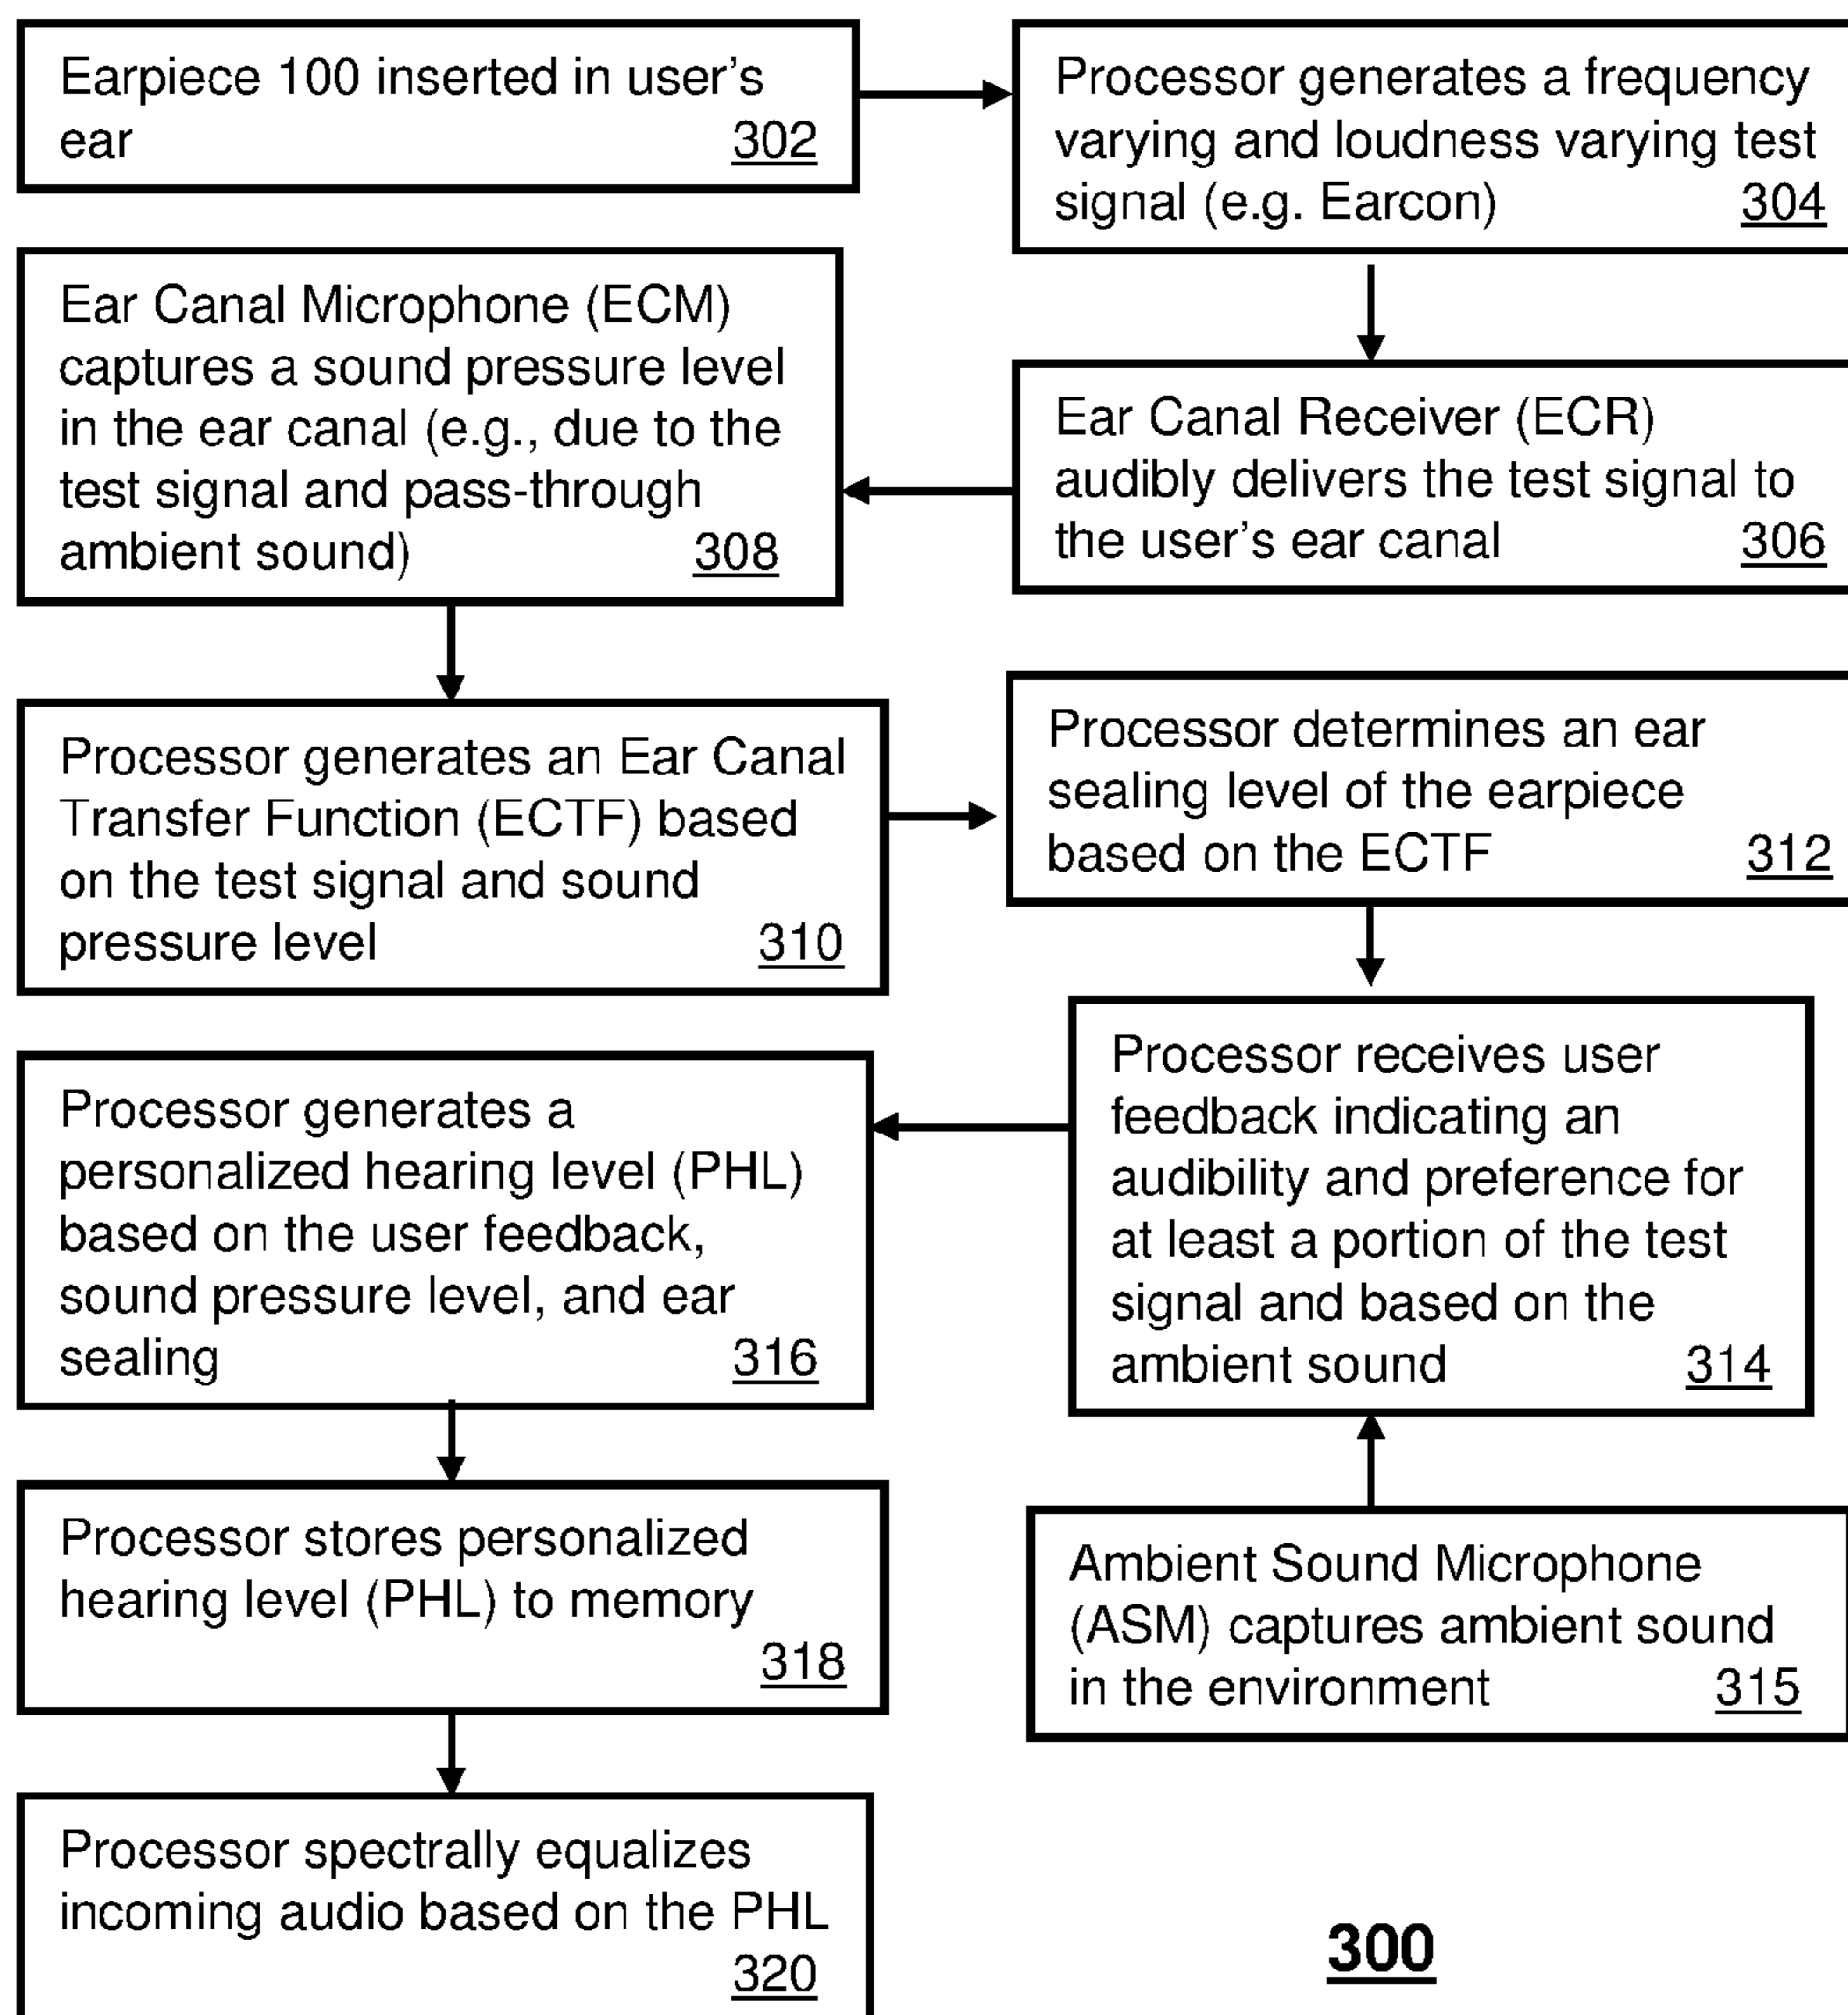 Earpiece 100 inserted in user's
ear 302
Processor generates a frequency
varying and loudness varying test
signal (e.g. Earcon) 304
Ear Canal Receiver (ECR)
audibly delivers the test signal to
the user's ear canal 306
Ear Canal Microphone (ECM)
captures a sound pressure level
in the ear canal (e.g., due to the
test signal and pass-through
ambient sound) 308
Processor generates an Ear Canal
Transfer Function (ECTF) based
on the test signal and sound
pressure level 310
Processor determines an ear
sealing level of the earpiece
based on the ECTF 312
Processor receives user
feedback indicating an
audibility and preference for
at least a portion of the test
signal and based on the
ambient sound 314
Ambient Sound Microphone
(ASM) captures ambient sound
in the environment 315
Processor generates a
personalized hearing level (PHL)
based on the user feedback,
sound pressure level, and ear
sealing 316
Processor stores personalized
hearing level (PHL) to memory
318
Processor spectrally equalizes
incoming audio based on the PHL
320
300